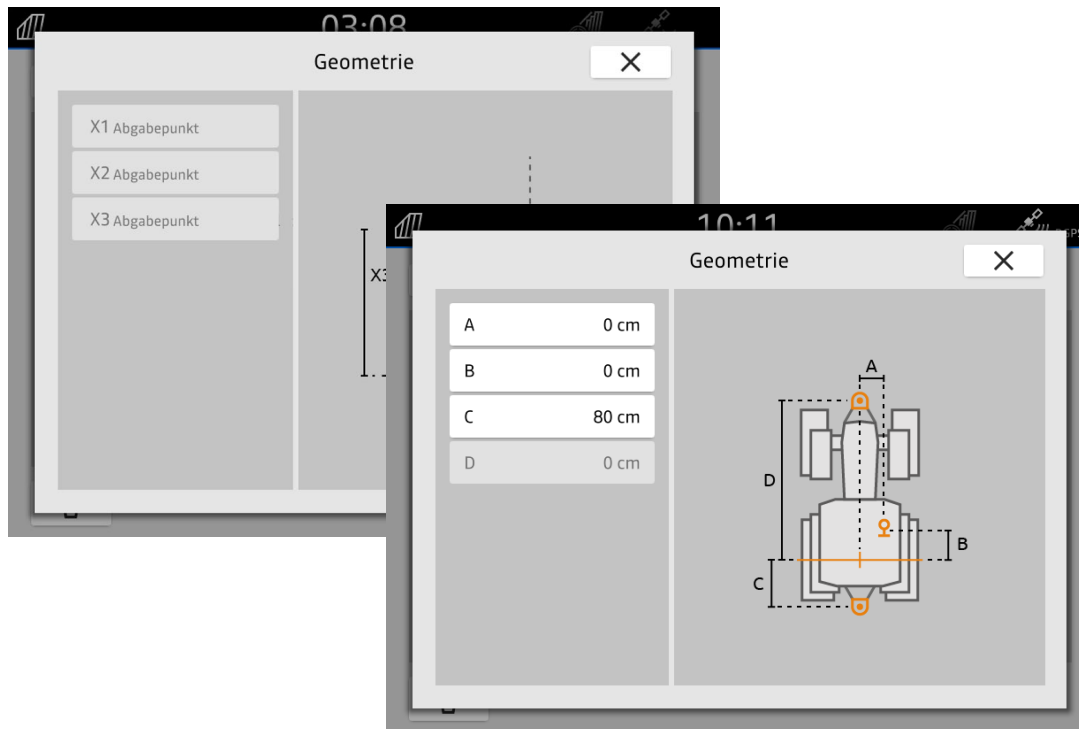 03:08
Geometrie
X1 Abgabepunkt
X2 Abgabepunkt
X3 Abgabepunkt
X3
10:11
Geometrie
A 0 cm
B 0 cm
C 80 cm
D 0 cm
A
D
B
C